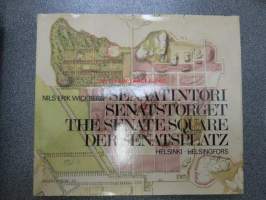 NILS ERIK WICKBERG
SENAATINTORI
SENATSTORGET
THE SENATE SQUARE
DER SENATSPLATZ
HELSINKI · HELSINGFORS